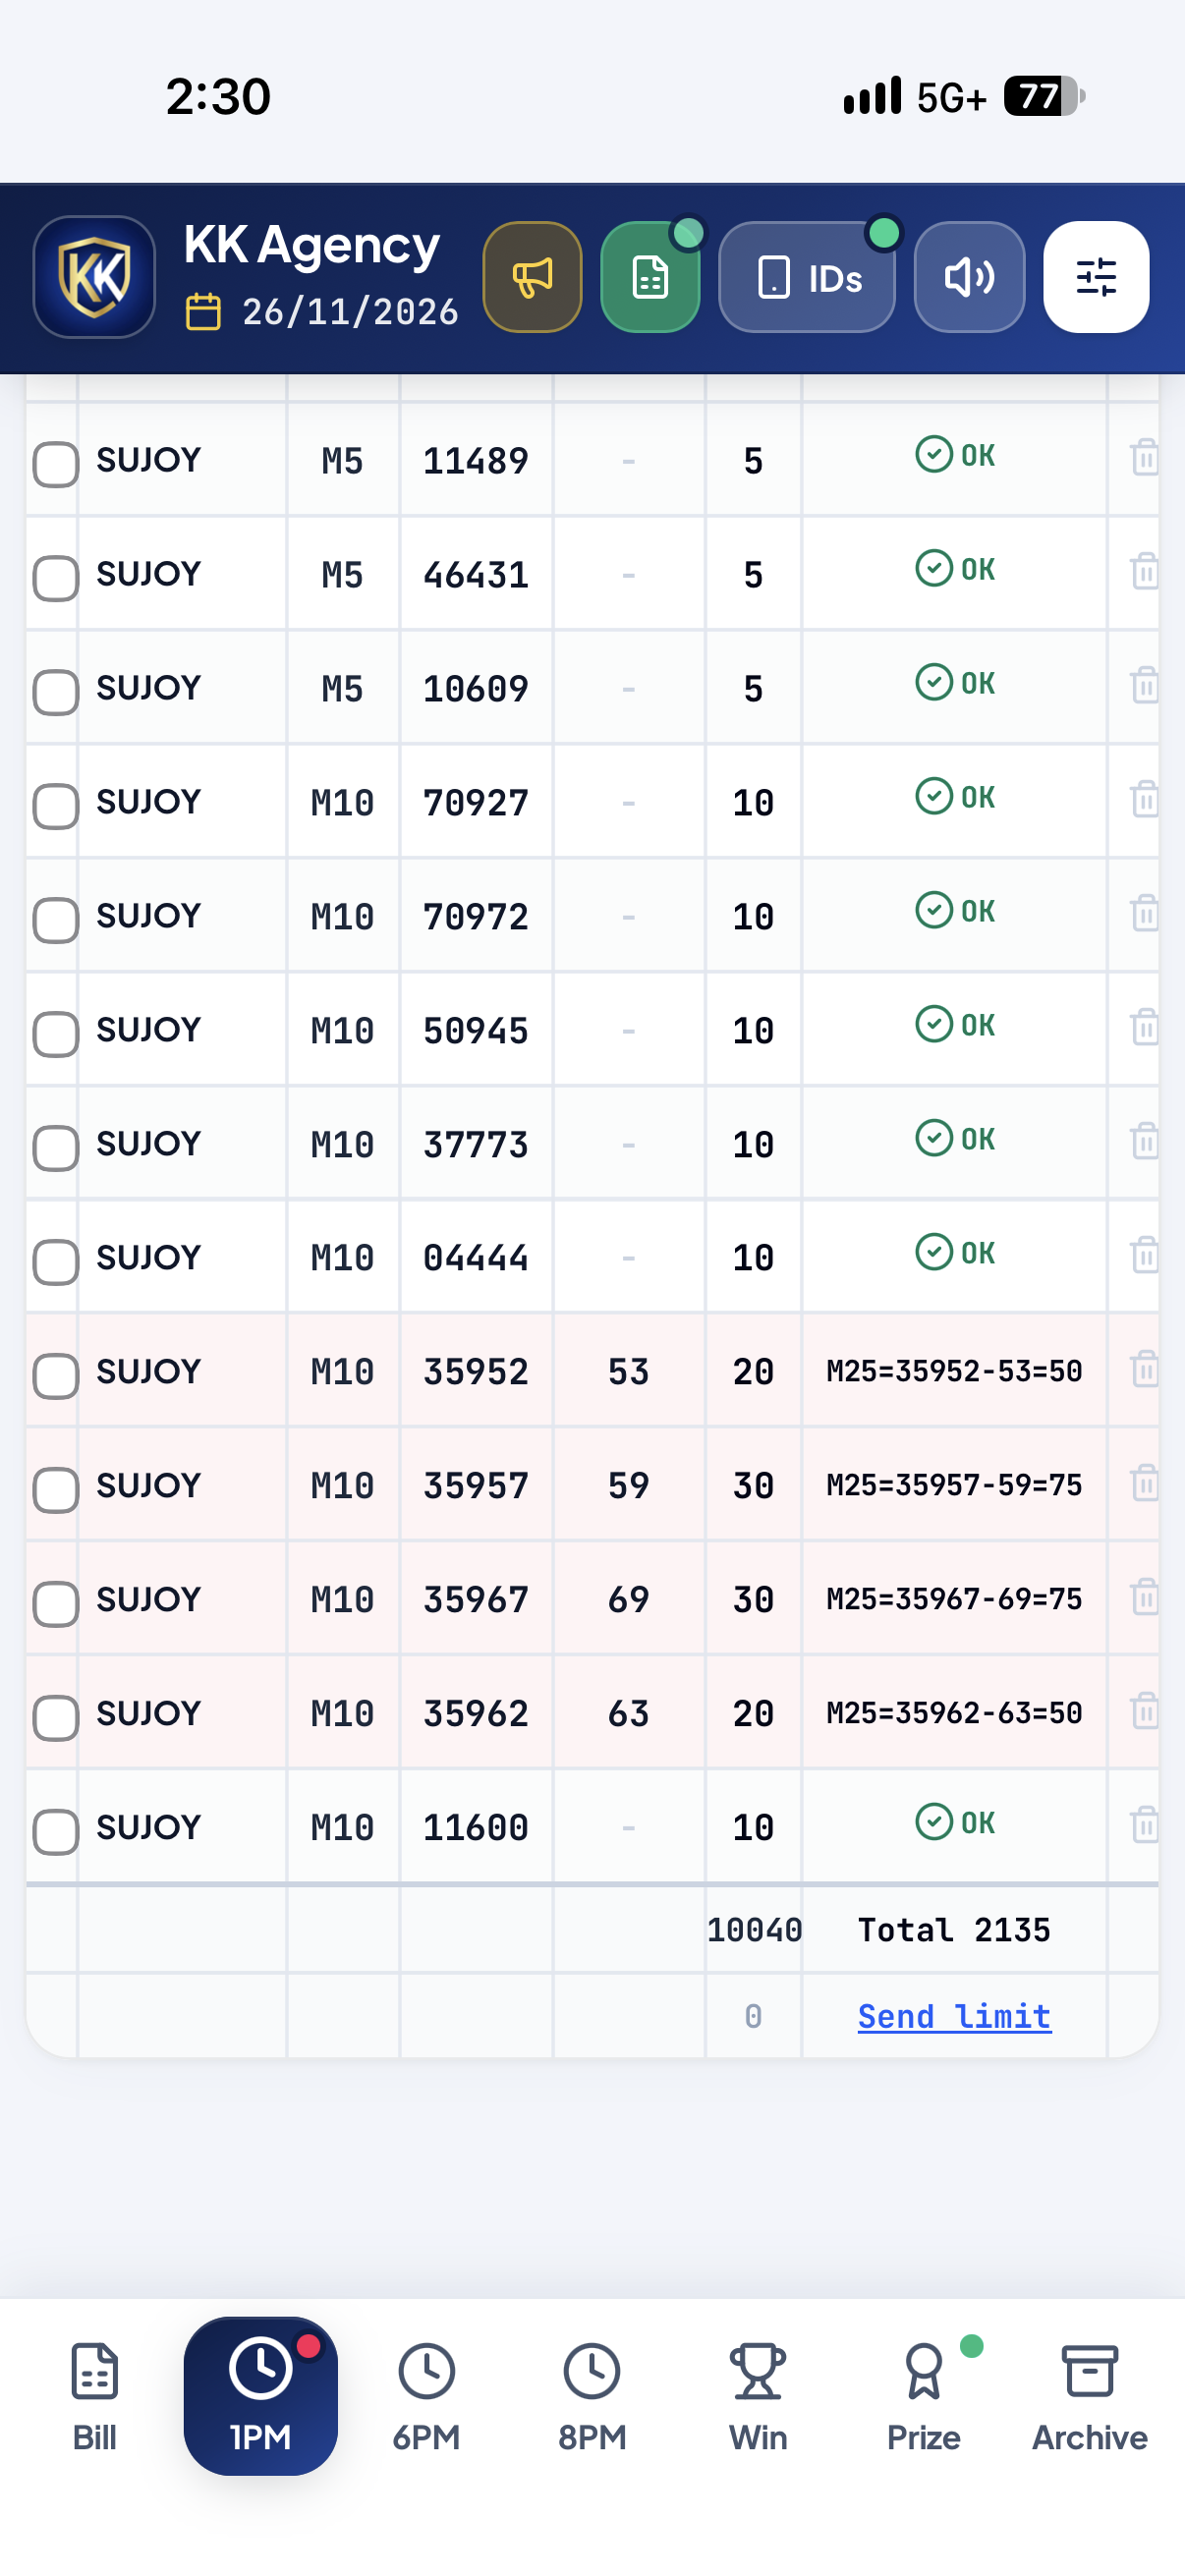 2:30
5G+ 77
KK KK Agency
26/11/2026
IDs
SUJOY M5 11489 - 5 OK
SUJOY M5 46431 - 5 OK
SUJOY M5 10609 - 5 OK
SUJOY M10 70927 - 10 OK
SUJOY M10 70972 - 10 OK
SUJOY M10 50945 - 10 OK
SUJOY M10 37773 - 10 OK
SUJOY M10 04444 - 10 OK
SUJOY M10 35952 53 20 M25=35952-53=50
SUJOY M10 35957 59 30 M25=35957-59=75
SUJOY M10 35967 69 30 M25=35967-69=75
SUJOY M10 35962 63 20 M25=35962-63=50
SUJOY M10 11600 - 10 OK
10040 Total 2135
0 Send limit
Bill 1PM 6PM 8PM Win Prize Archive